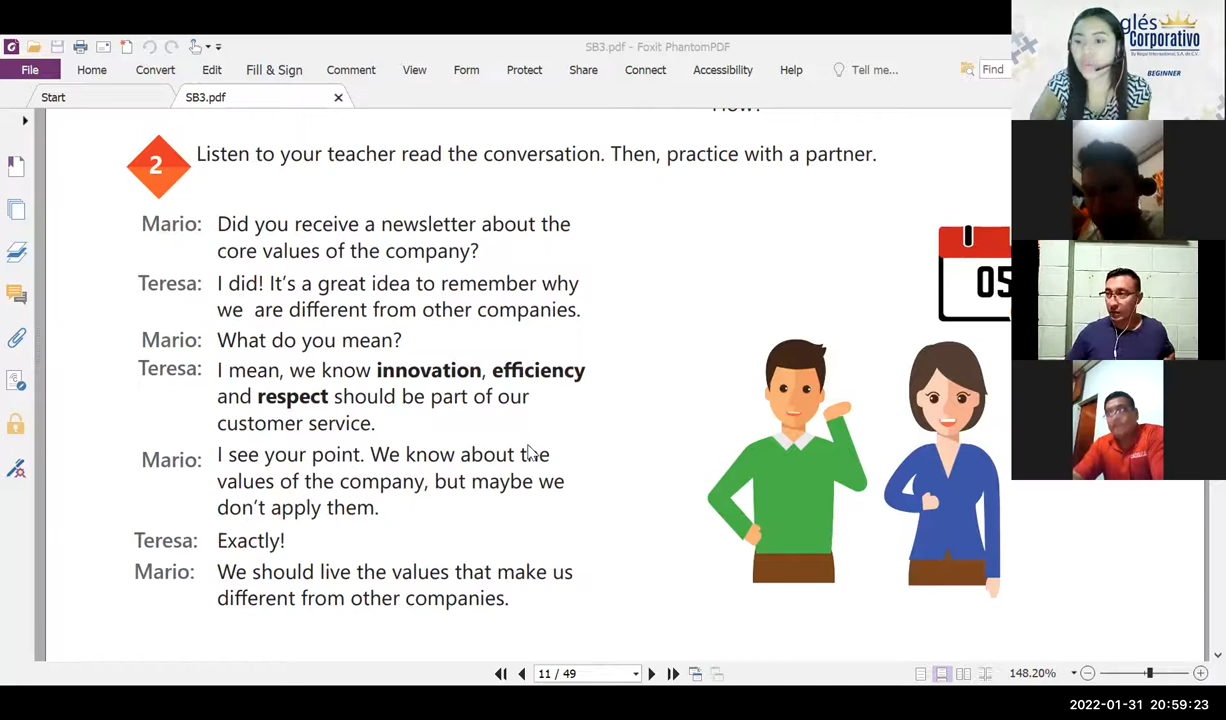 SB3.pdf - Foxit PhantomPDF
File Home Convert Edit Fill & Sign Comment View Form Protect Share Connect Accessibility Help Tell me... Find
Start SB3.pdf
glés
Corporativo
By Regal International, S.A. de C.V.
BEGINNER
2 Listen to your teacher read the conversation. Then, practice with a partner.
Mario: Did you receive a newsletter about the
core values of the company?
Teresa: I did! It's a great idea to remember why
we are different from other companies.
Mario: What do you mean?
Teresa: I mean, we know innovation, efficiency
and respect should be part of our
customer service.
Mario: I see your point. We know about the
values of the company, but maybe we
don't apply them.
Teresa: Exactly!
Mario: We should live the values that make us
different from other companies.
05
11 / 49
148.20%
2022-01-31 20:59:23